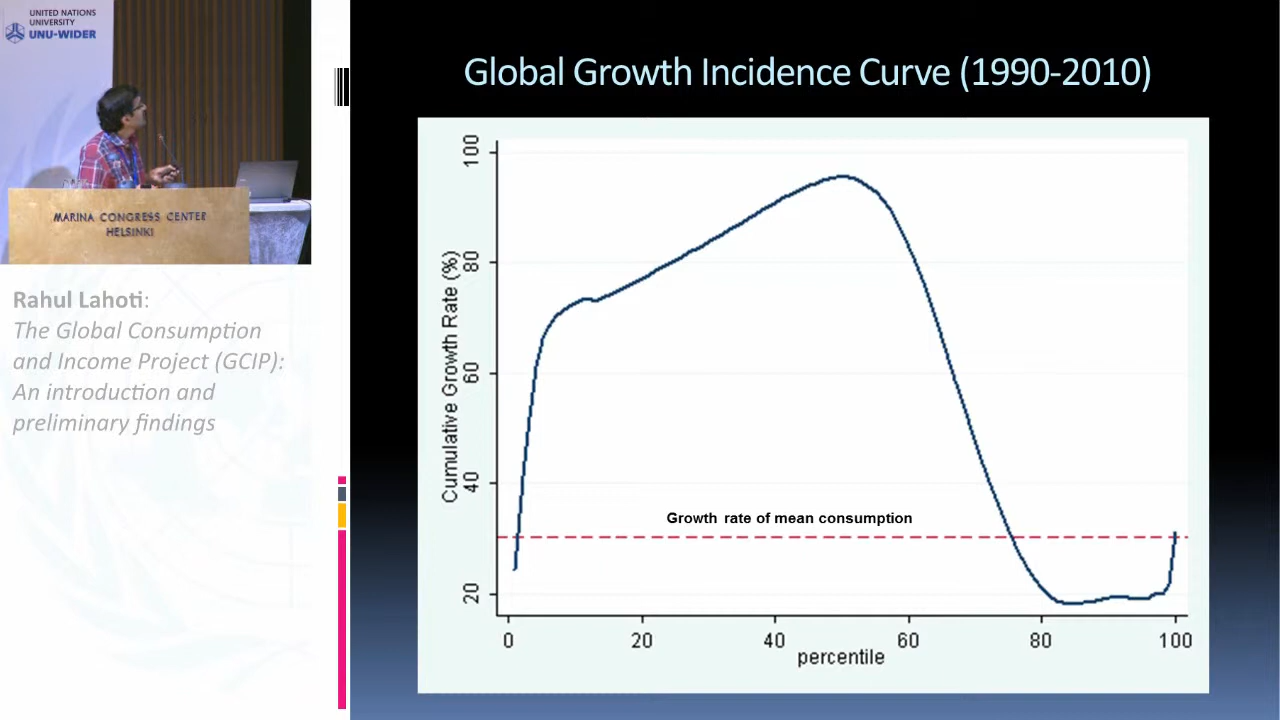 UNITED NATIONS
UNIVERSITY
UNU-WIDER
MARINA CONGRESS CENTER
HELSINKI
Rahul Lahoti:
The Global Consumption
and Income Project (GCIP):
An introduction and
preliminary findings
Global Growth Incidence Curve (1990-2010)
Cumulative Growth Rate (%)
100
80
60
40
20
Growth rate of mean consumption
0 20 40 60 80 100
percentile